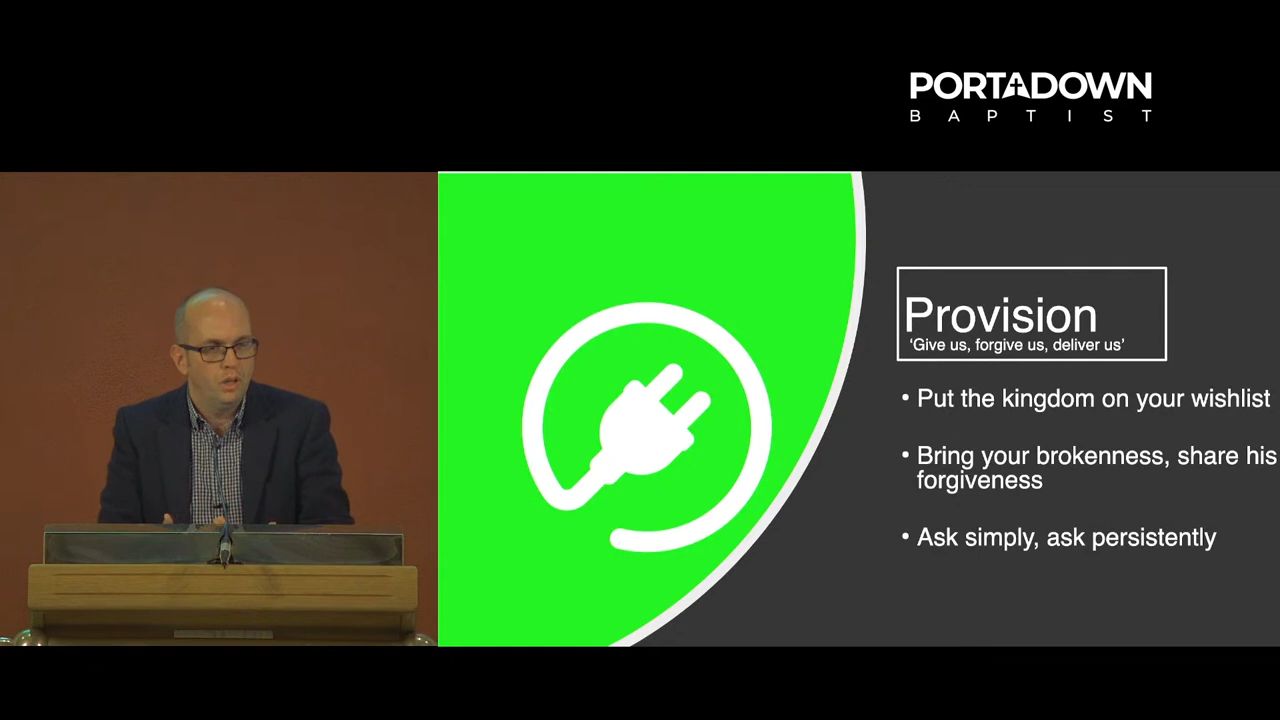 PORTADOWN
BAPTIST
Provision
‘Give us, forgive us, deliver us’
• Put the kingdom on your wishlist
• Bring your brokenness, share his
forgiveness
• Ask simply, ask persistently